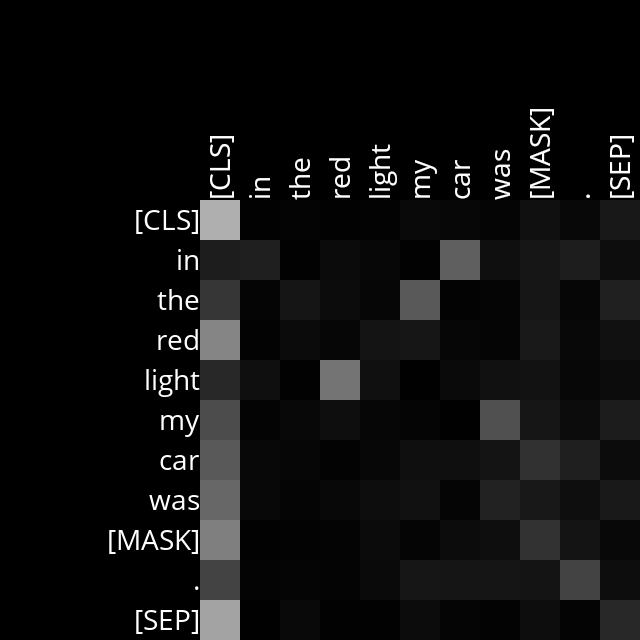 [CLS] in the red light my car was [MASK] . [SEP]
[CLS]
in
the
red
light
my
car
was
[MASK]
.
[SEP]